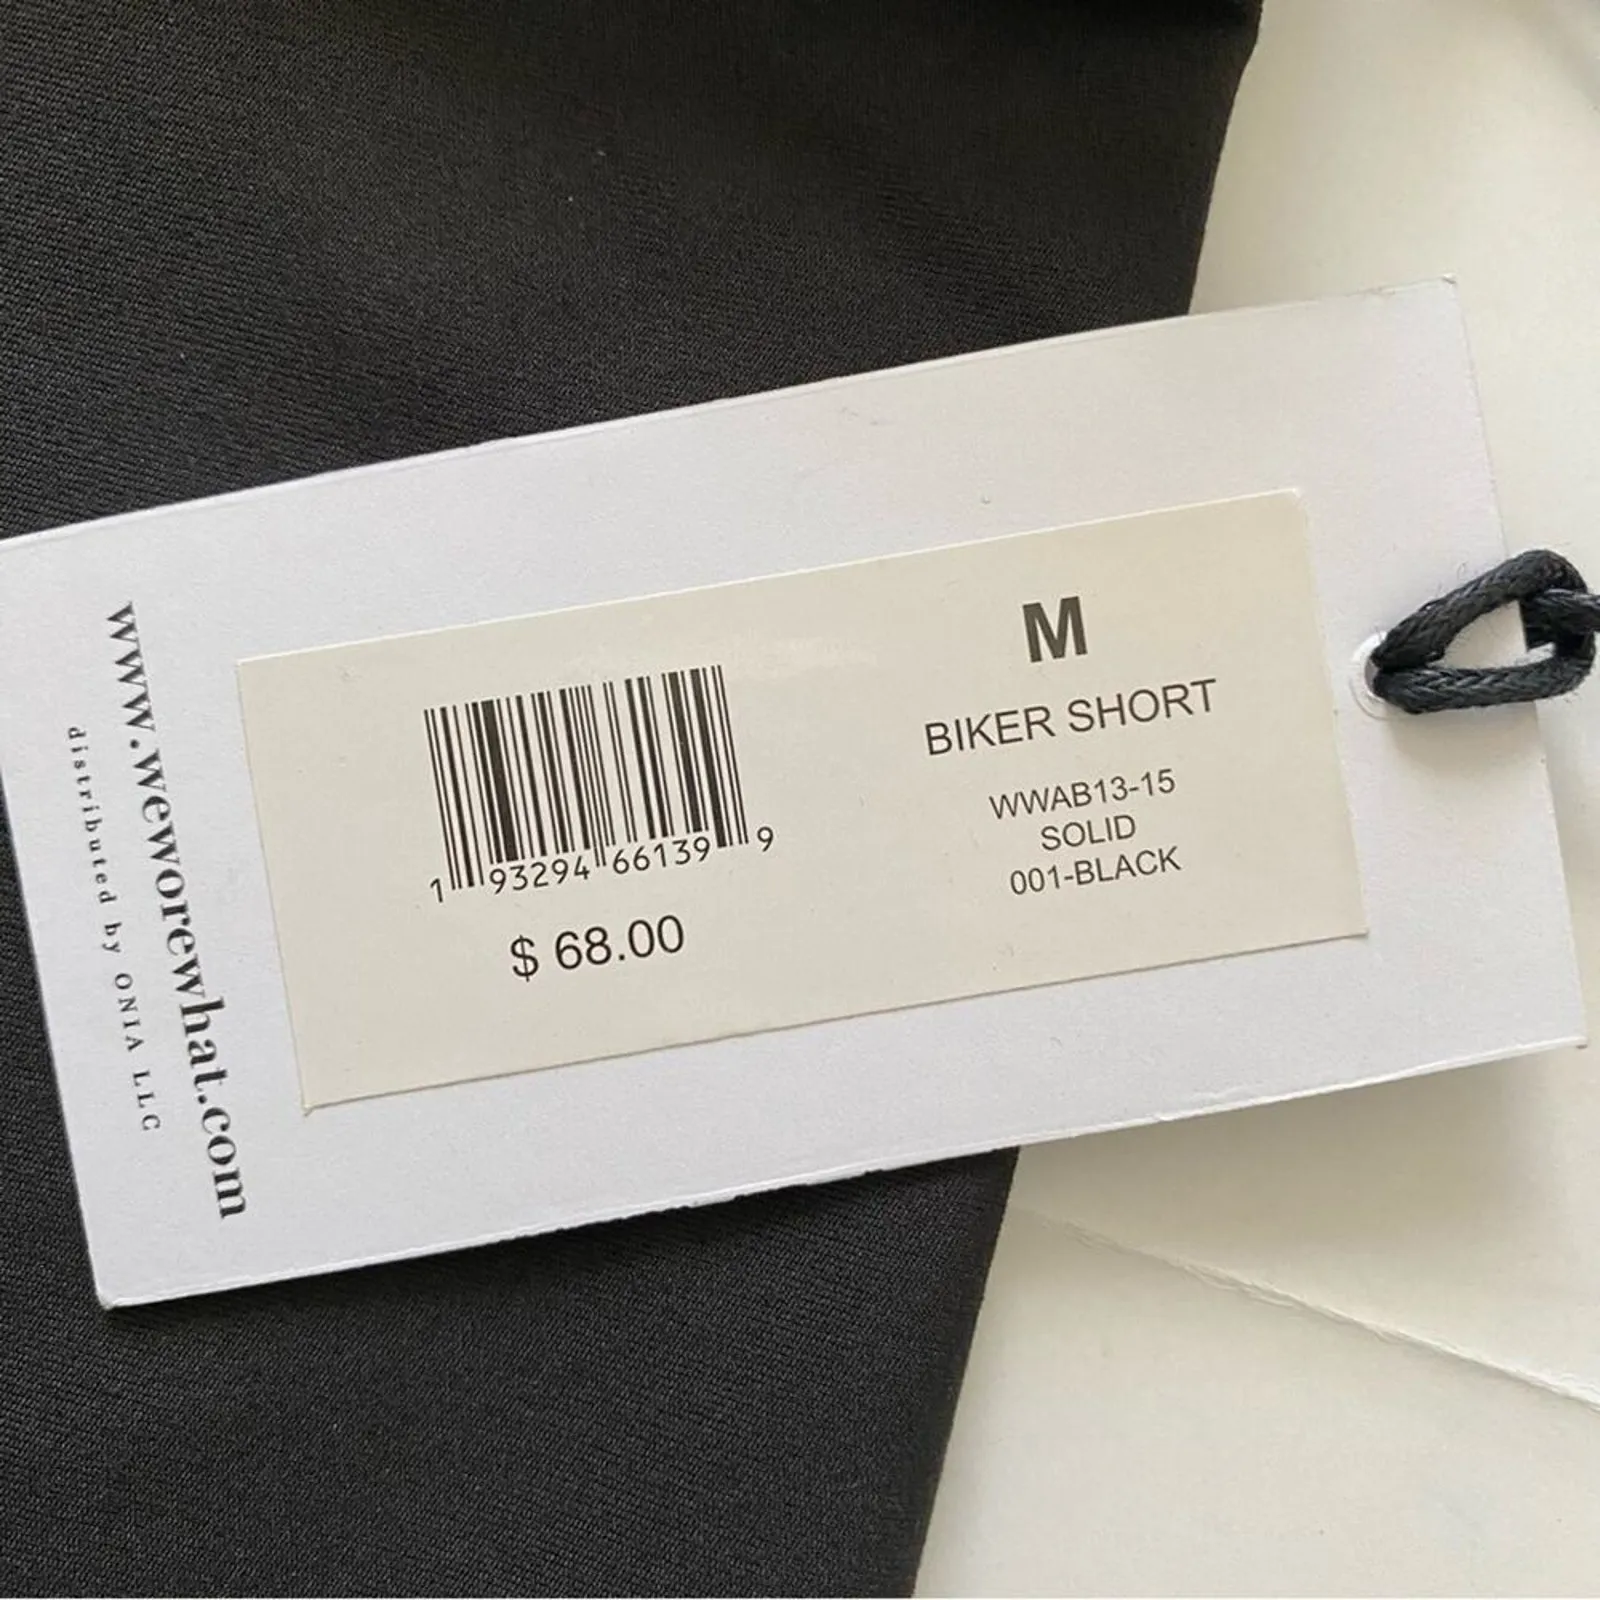 www.weworewhat.com
distributed by ONIA LLC
1 93294 66139 9
$ 68.00
M
BIKER SHORT
WWAB13-15
SOLID
001-BLACK